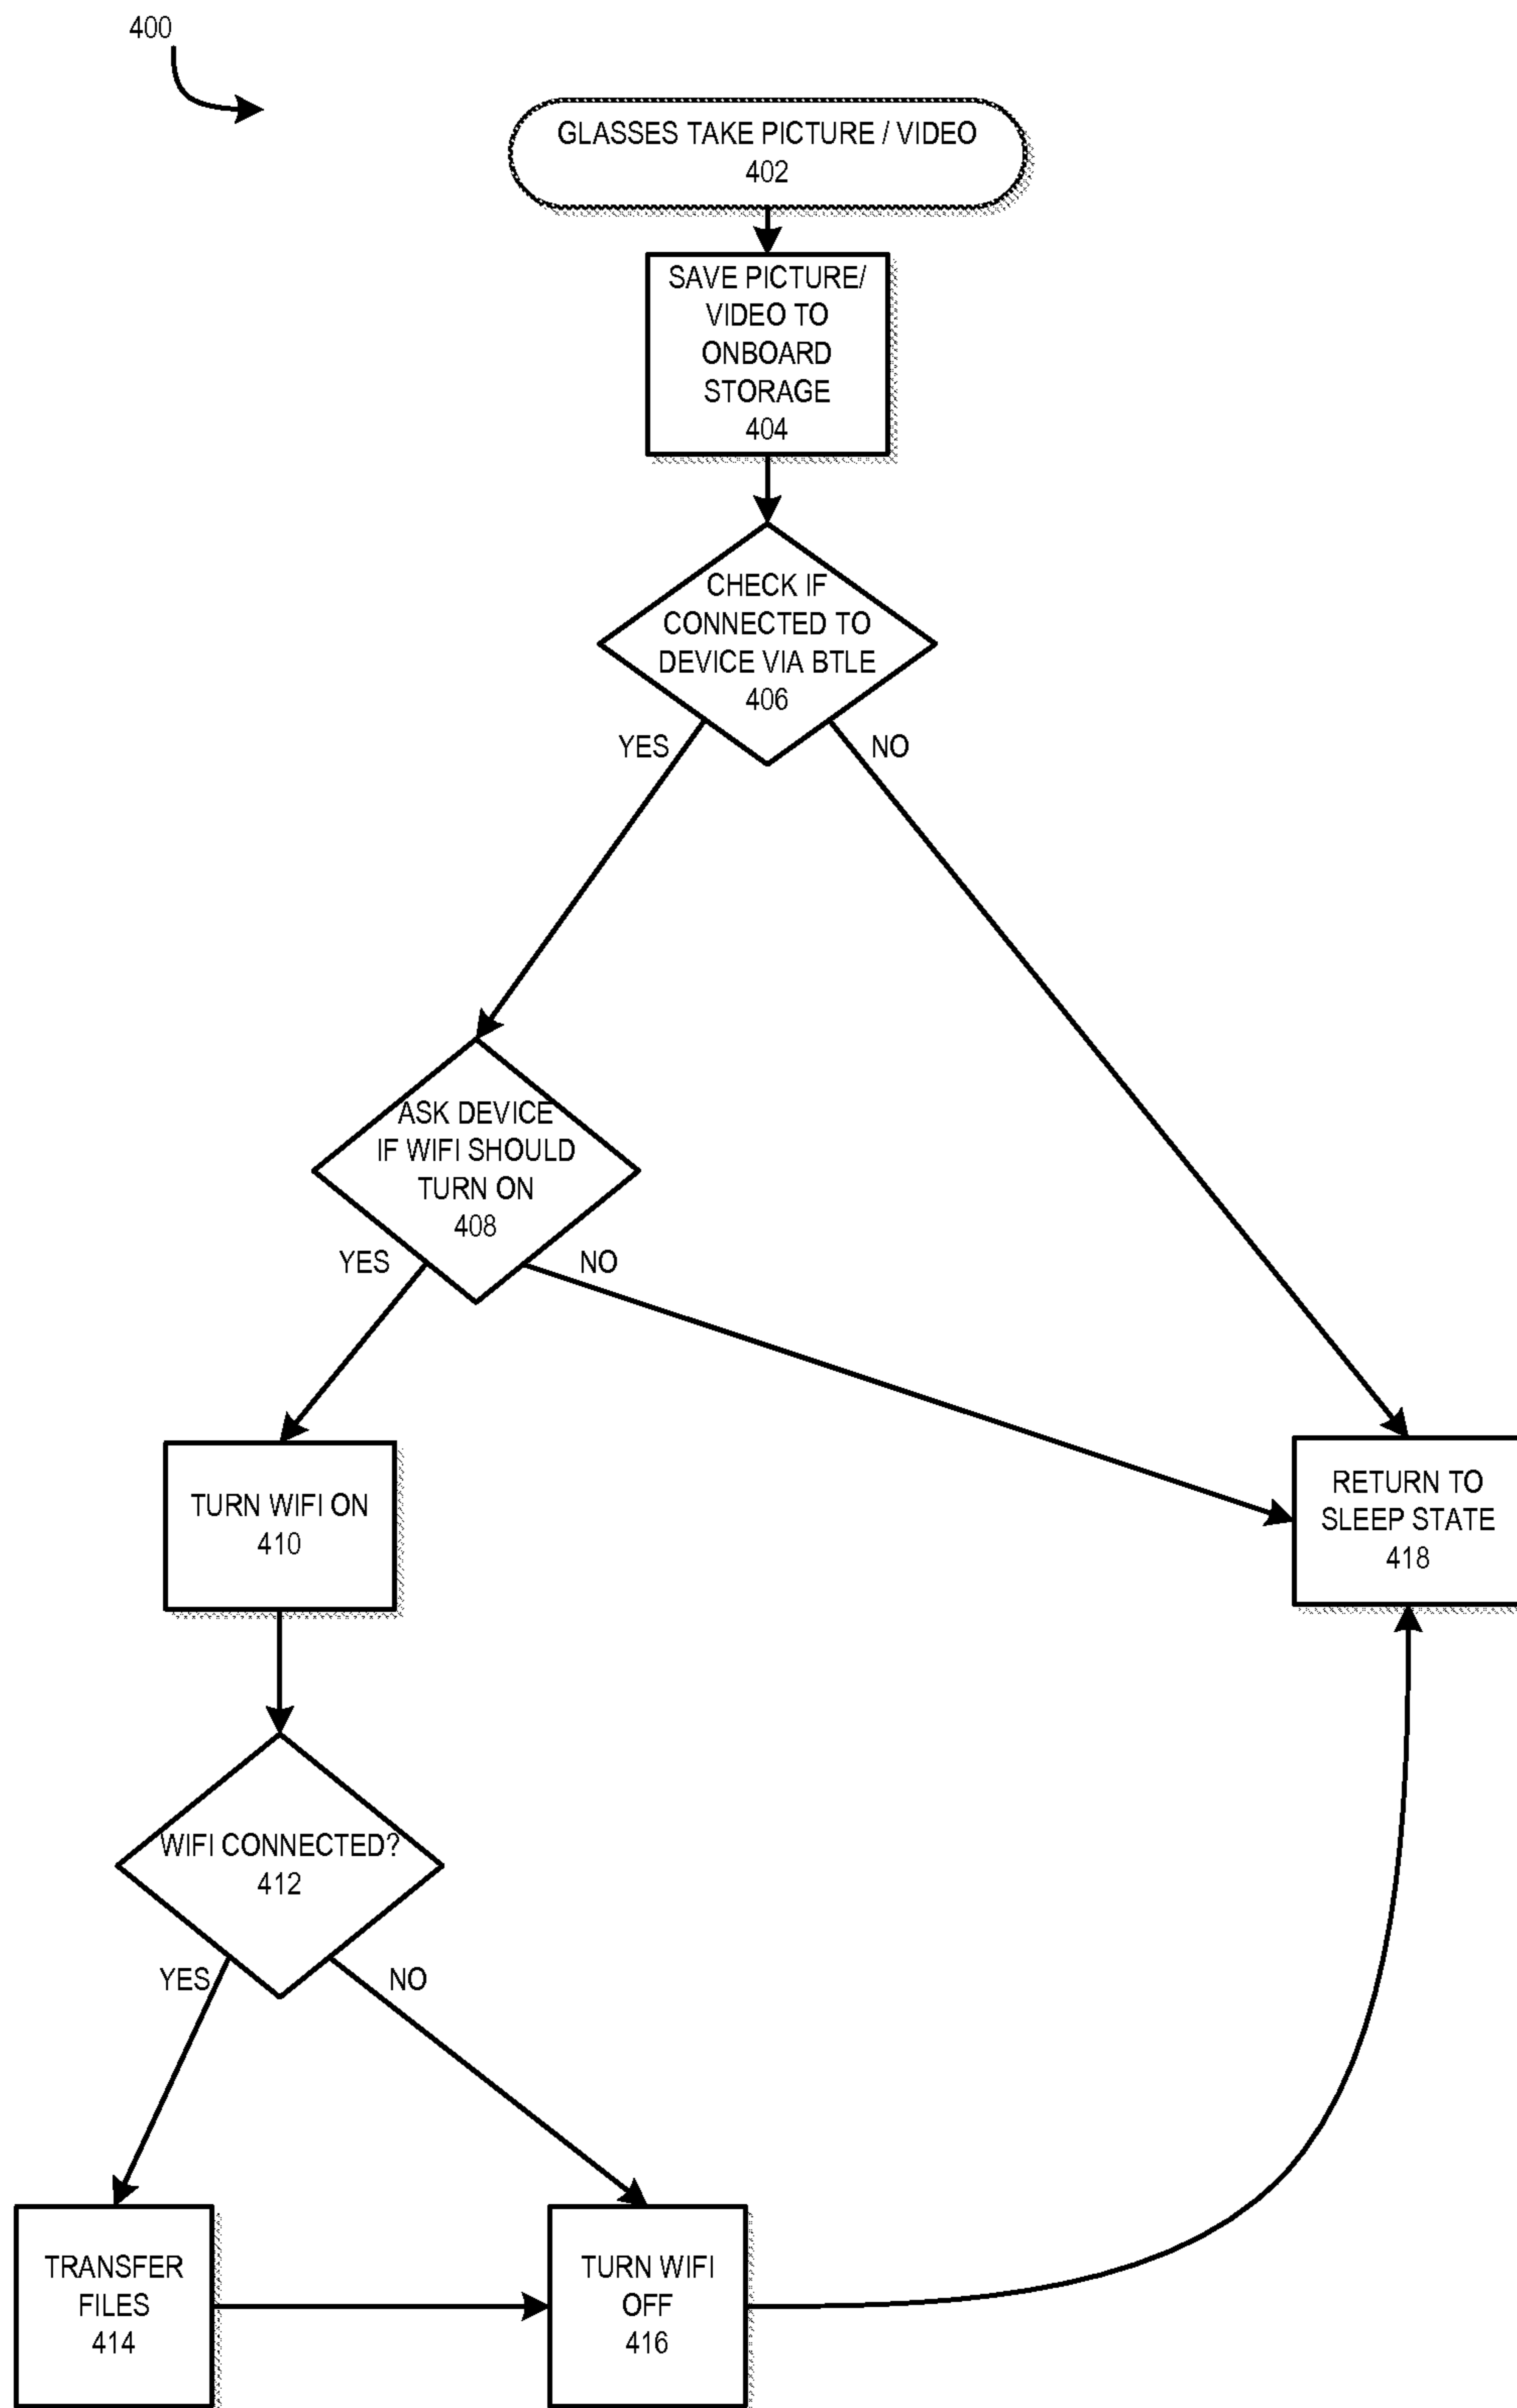 400
GLASSES TAKE PICTURE / VIDEO
402
SAVE PICTURE/
VIDEO TO
ONBOARD
STORAGE
404
CHECK IF
CONNECTED TO
DEVICE VIA BTLE
406
YES
NO
ASK DEVICE
IF WIFI SHOULD
TURN ON
408
YES
NO
TURN WIFI ON
410
RETURN TO
SLEEP STATE
418
WIFI CONNECTED?
412
YES
NO
TRANSFER
FILES
414
TURN WIFI
OFF
416